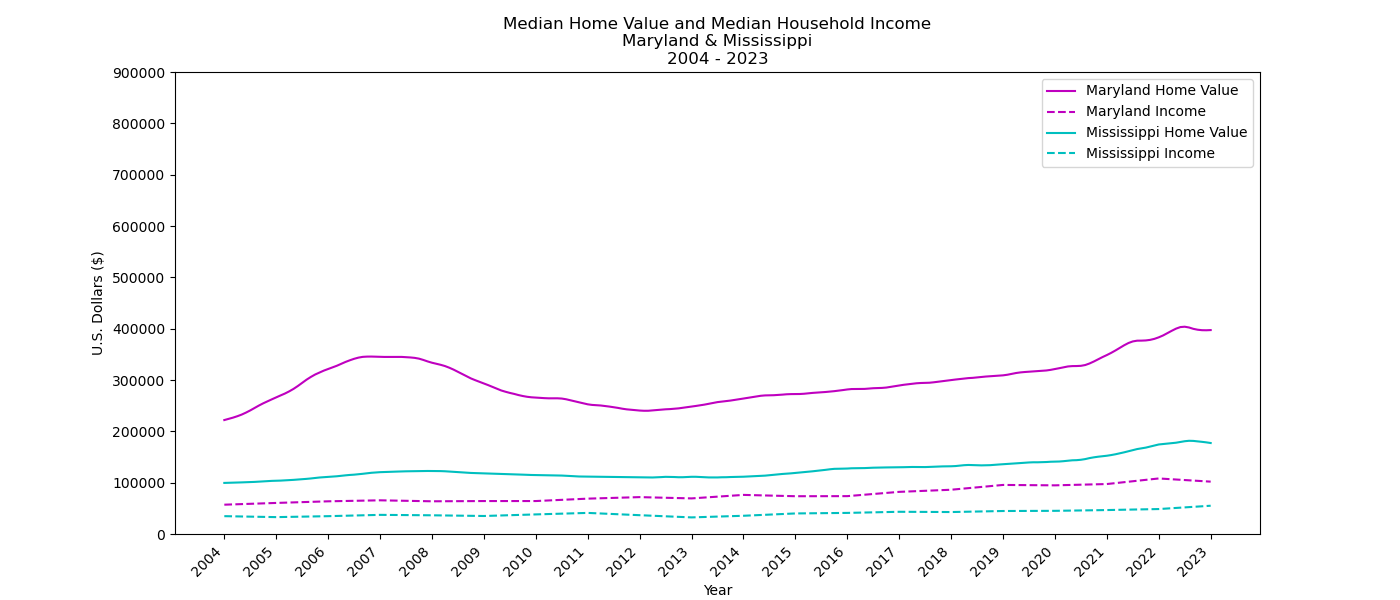 Median Home Value and Median Household Income
Maryland & Mississippi
2004 - 2023
900000
800000
700000
600000
500000
400000
300000
200000
100000
0
U.S. Dollars ($)
Maryland Home Value
Maryland Income
Mississippi Home Value
Mississippi Income
2004 2005 2006 2007 2008 2009 2010 2011 2012 2013 2014 2015 2016 2017 2018 2019 2020 2021 2022 2023
Year